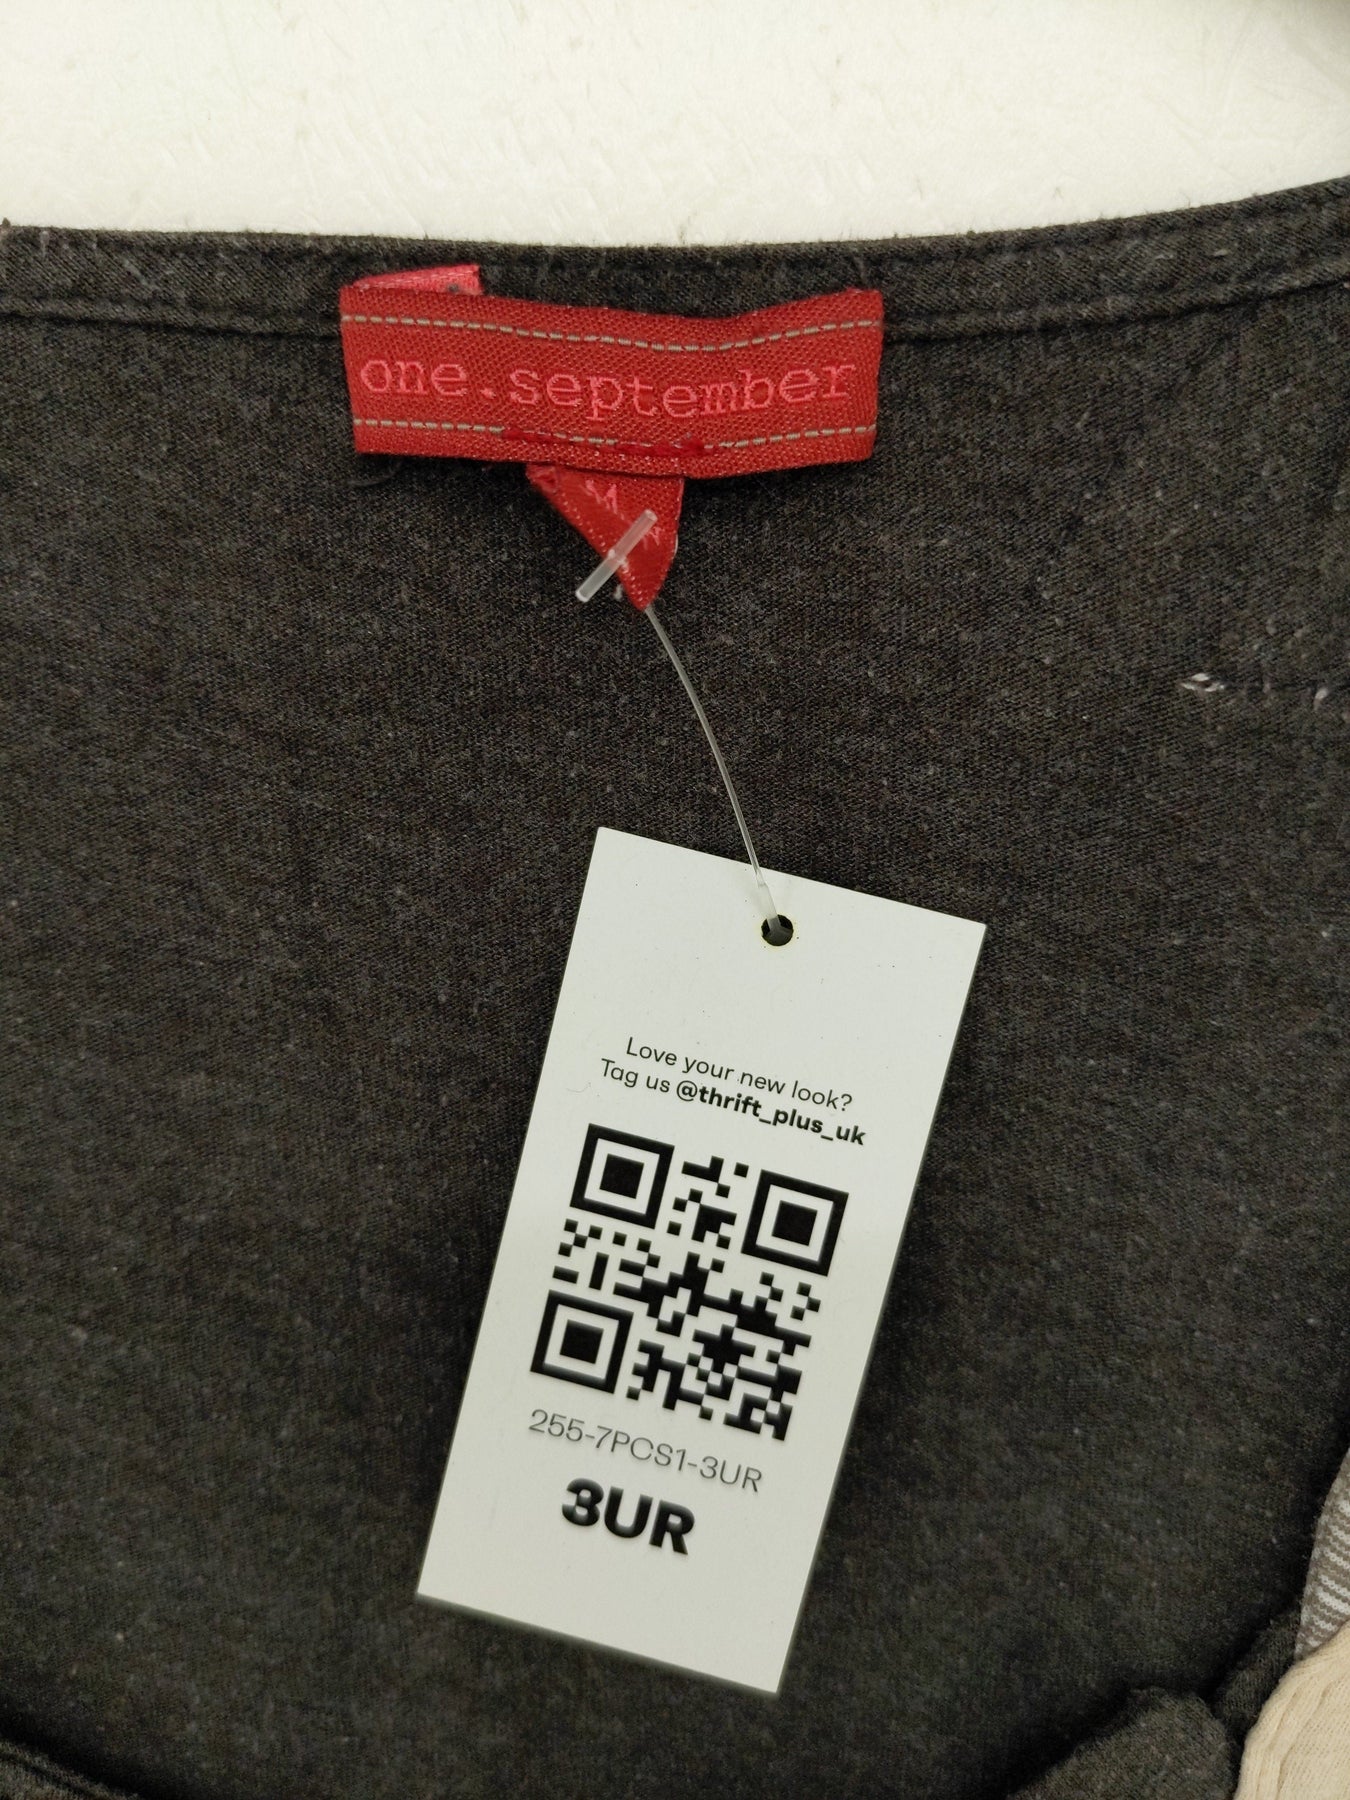 one.september
M
Love your new look?
Tag us @thrift_plus_uk
255-7PCS1-3UR
3UR